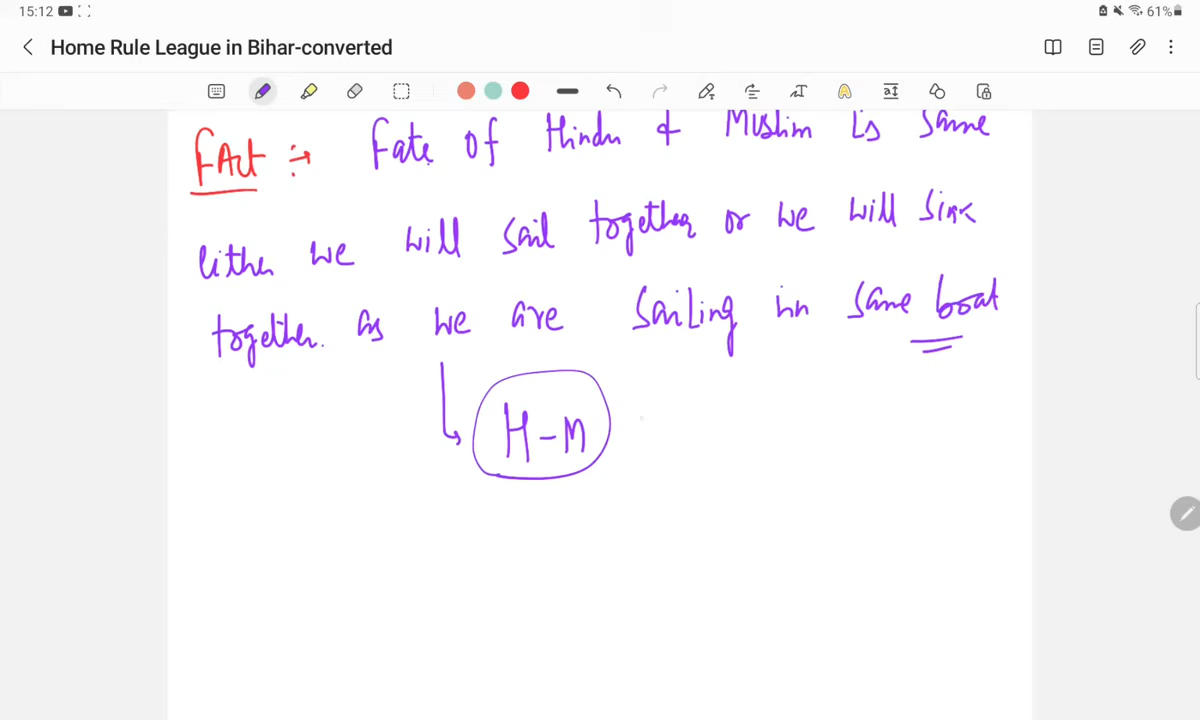 15:12
61%
Home Rule League in Bihar-converted
FAct :→ Fate of Hindu & Muslim is same
either we will sail together or we will sink
together. As we are sailing in same boat
H-M